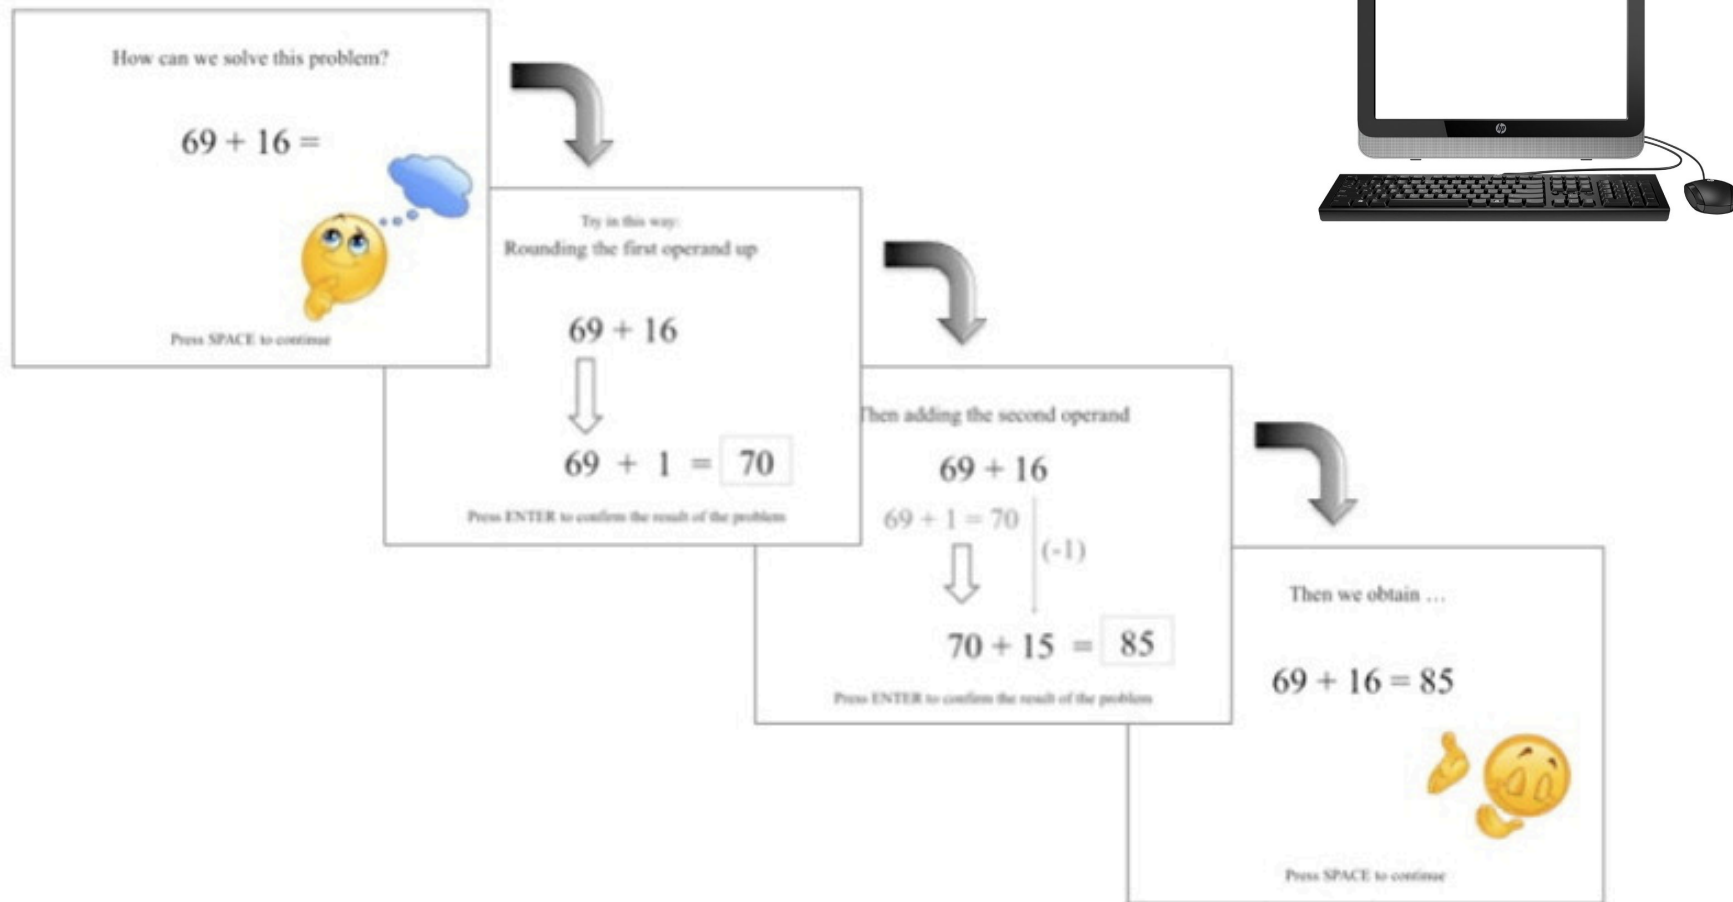 How can we solve this problem?
69 + 16 =
Press SPACE to continue
Try in this way:
Rounding the first operand up
69 + 16
69 + 1 = 70
Press ENTER to confirm the result of the problem
Then adding the second operand
69 + 16
69 + 1 = 70
(-1)
70 + 15 = 85
Press ENTER to confirm the result of the problem
Then we obtain ...
69 + 16 = 85
Press SPACE to continue
hp